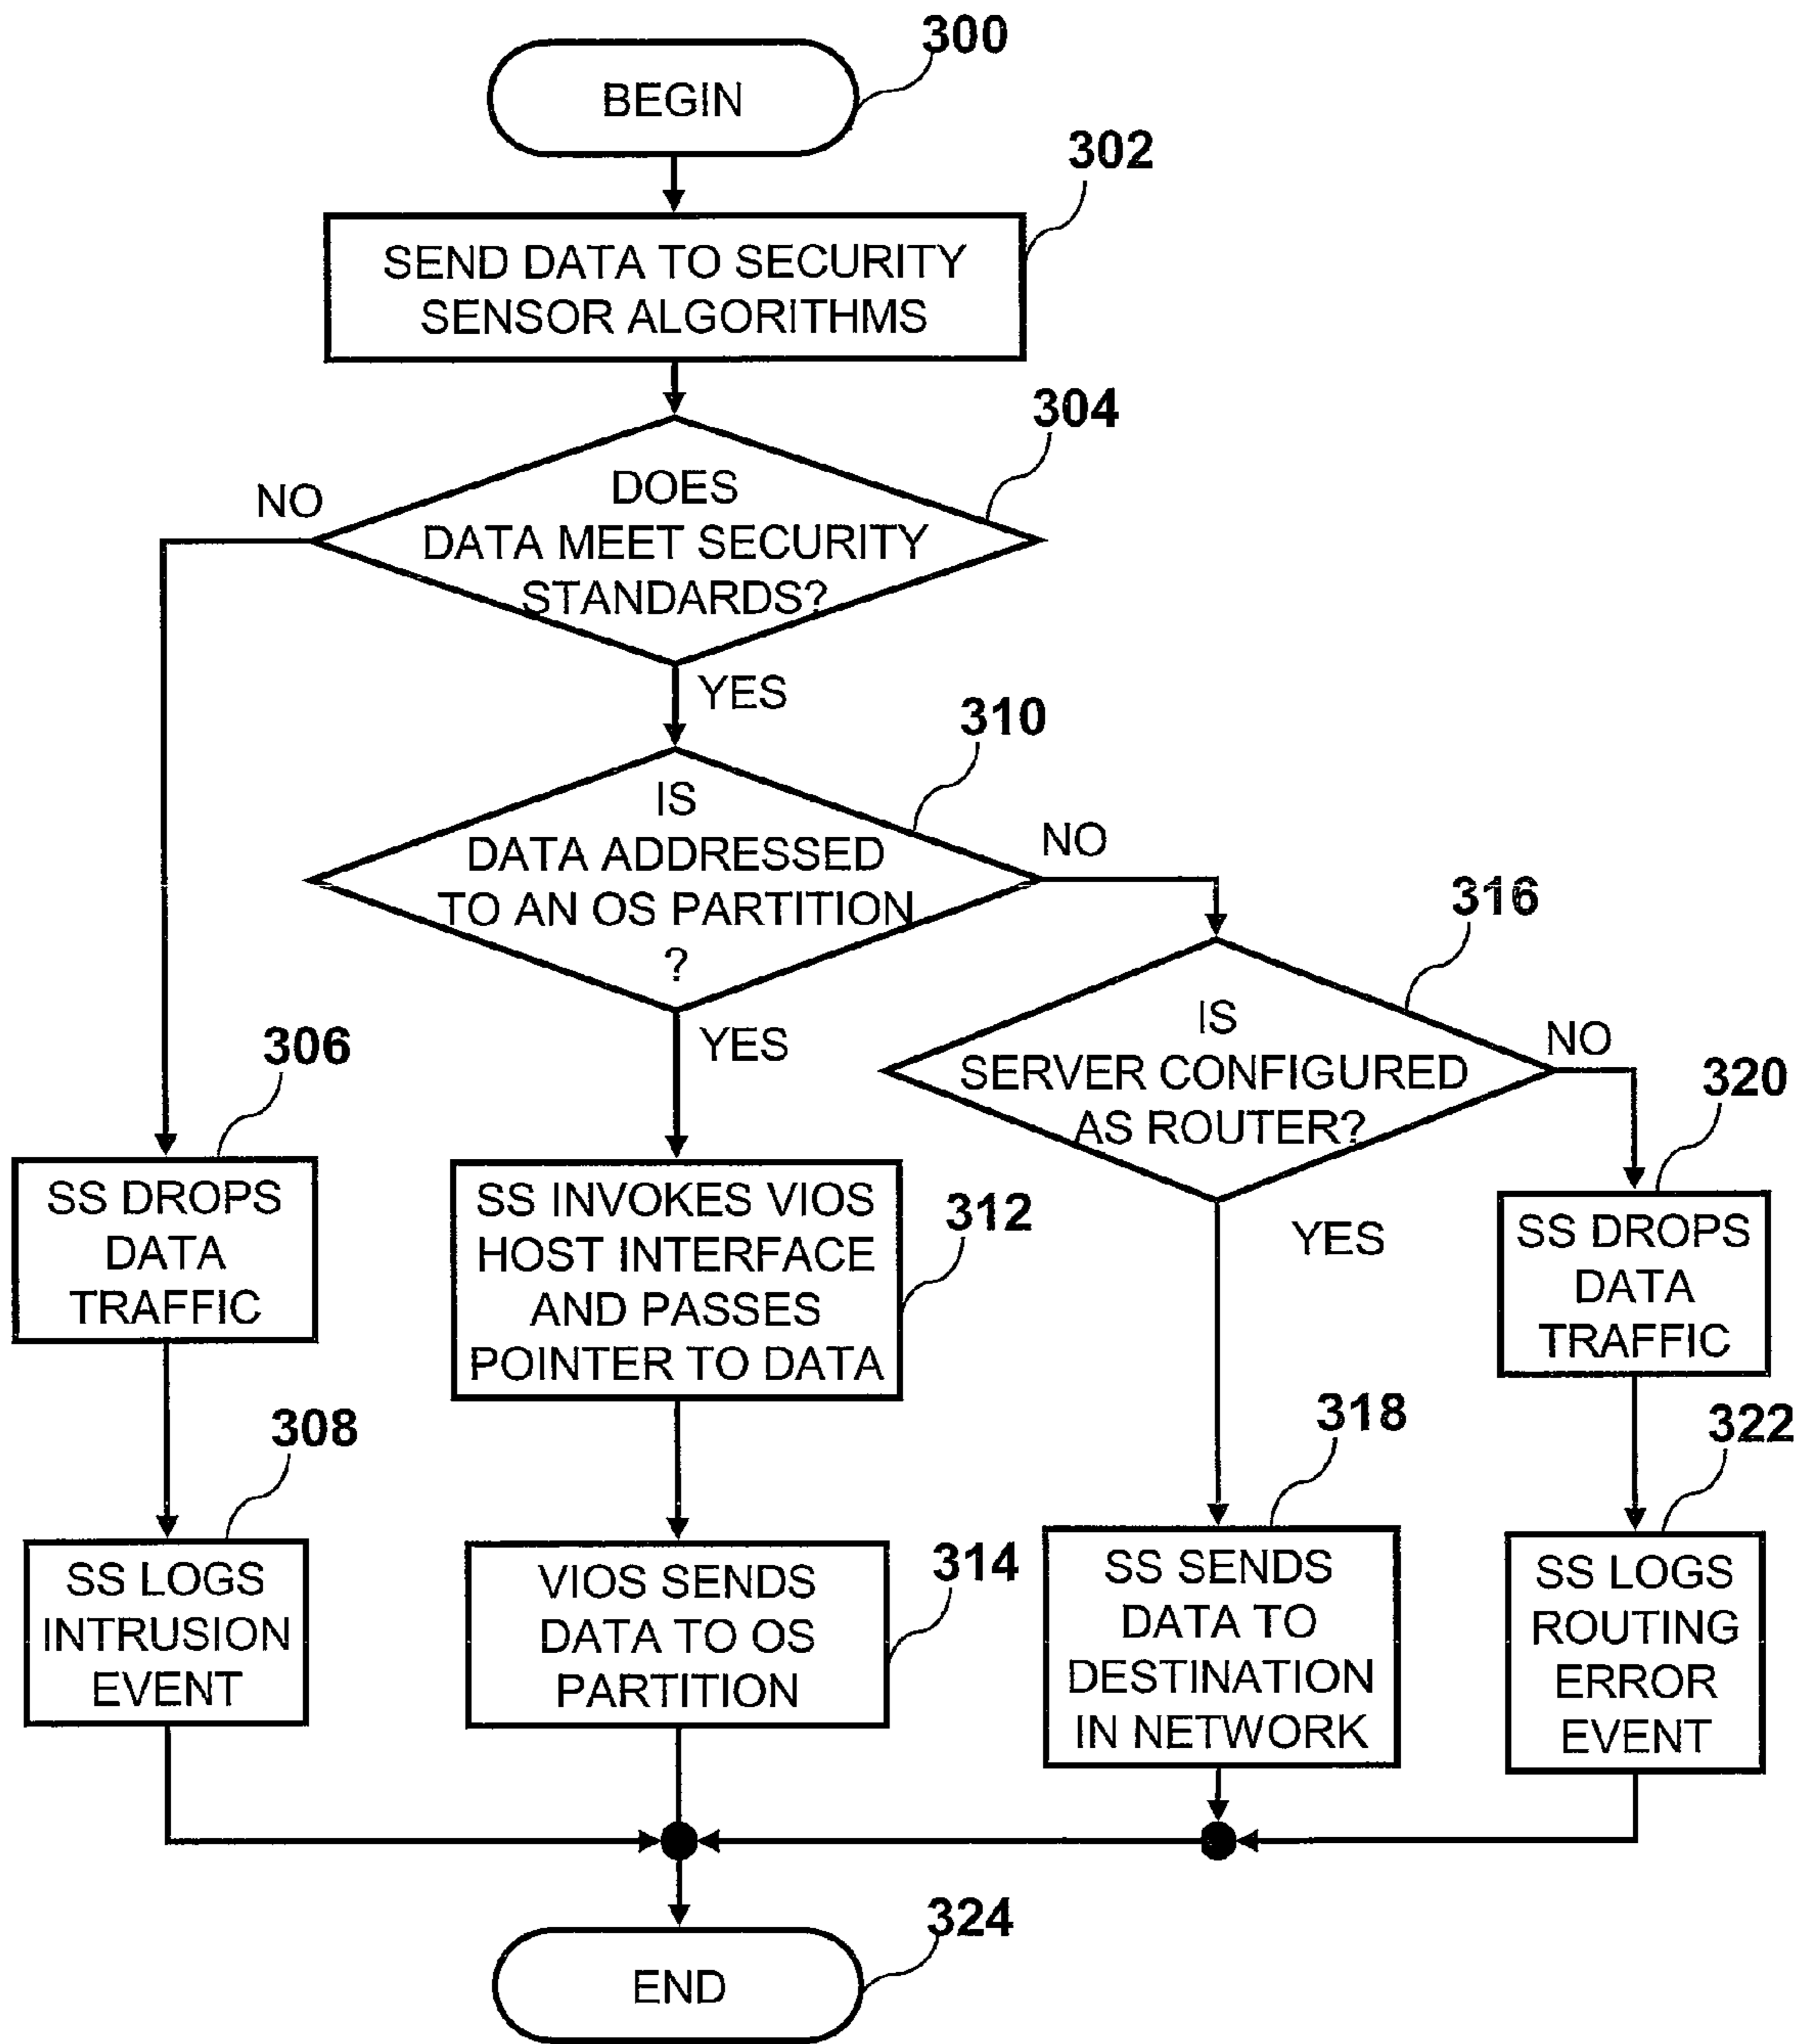 300
BEGIN
302
SEND DATA TO SECURITY
SENSOR ALGORITHMS
304
NO
DOES
DATA MEET SECURITY
STANDARDS?
YES
310
IS
DATA ADDRESSED
TO AN OS PARTITION
?
NO
YES
316
IS
SERVER CONFIGURED
AS ROUTER?
NO
YES
306
SS DROPS
DATA
TRAFFIC
312
SS INVOKES VIOS
HOST INTERFACE
AND PASSES
POINTER TO DATA
320
SS DROPS
DATA
TRAFFIC
308
SS LOGS
INTRUSION
EVENT
314
VIOS SENDS
DATA TO OS
PARTITION
318
SS SENDS
DATA TO
DESTINATION
IN NETWORK
322
SS LOGS
ROUTING
ERROR
EVENT
324
END